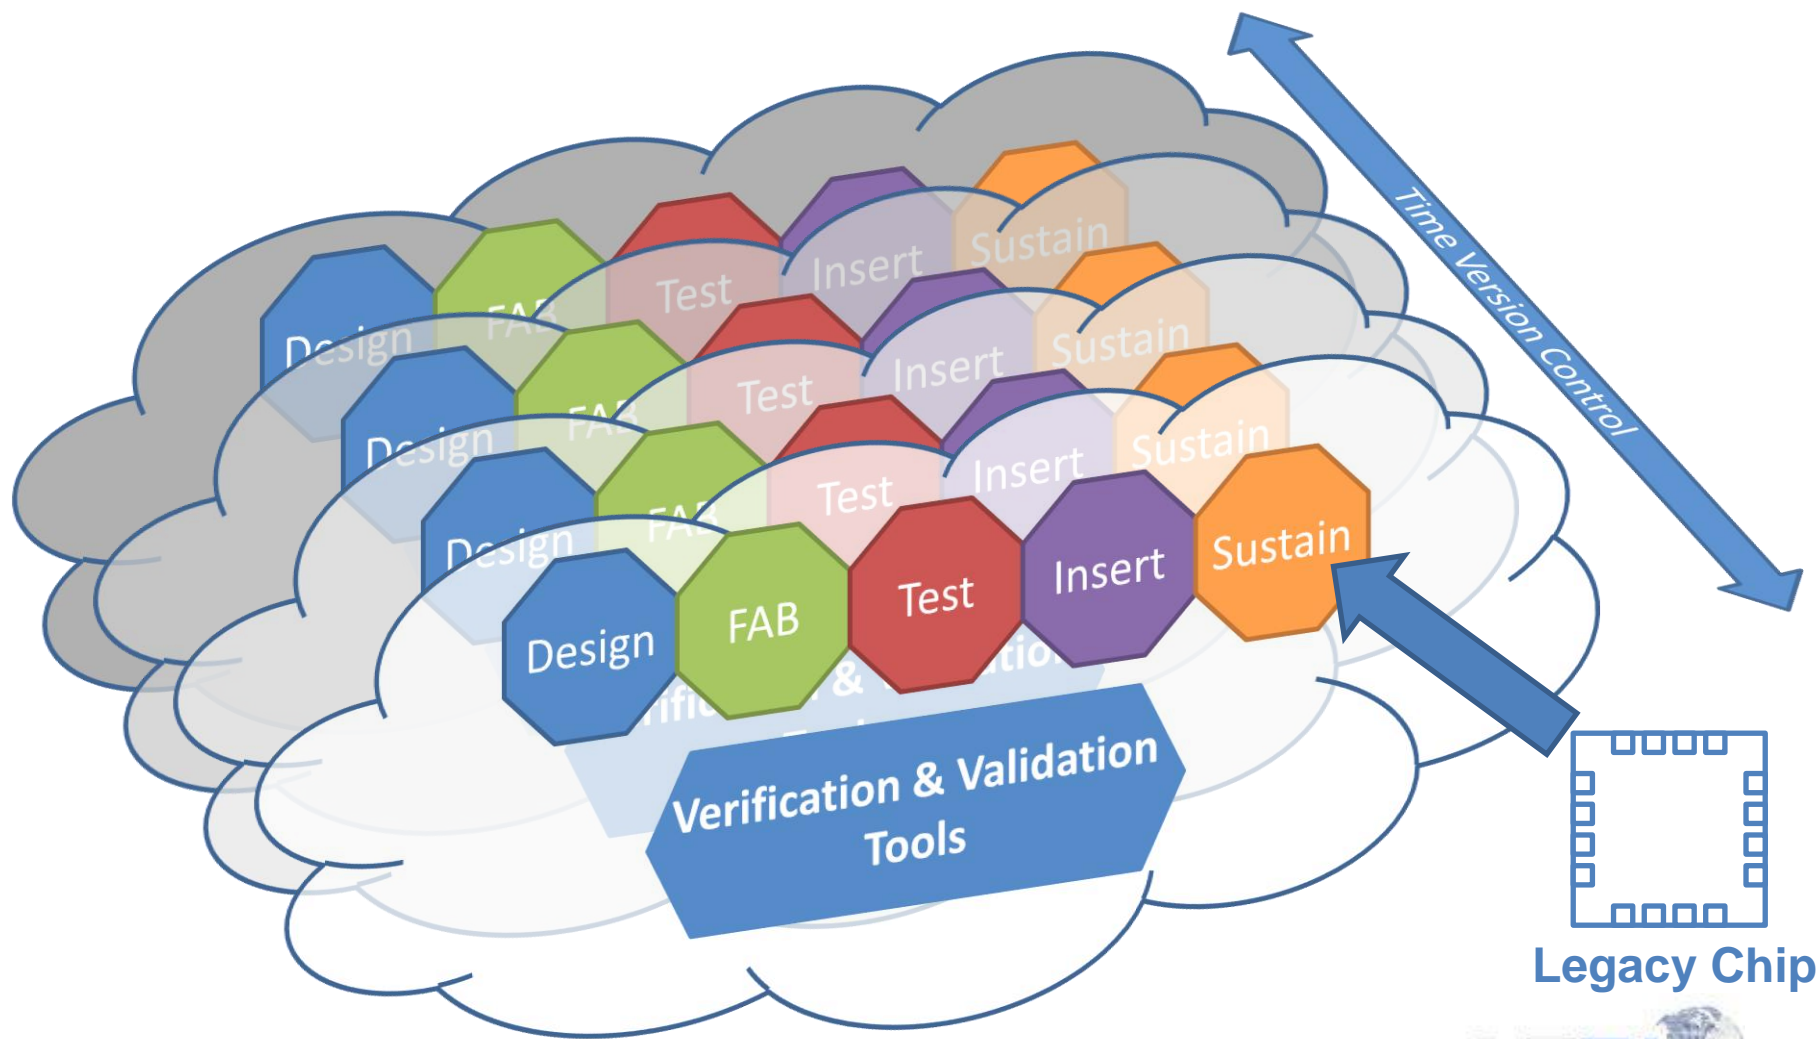 Time Version Control
Design
FAB
Test
Insert
Sustain
Design
FAB
Test
Insert
Sustain
Design
FAB
Test
Insert
Sustain
Design
FAB
Test
Insert
Sustain
Verification & Validation
Tools
Legacy Chip